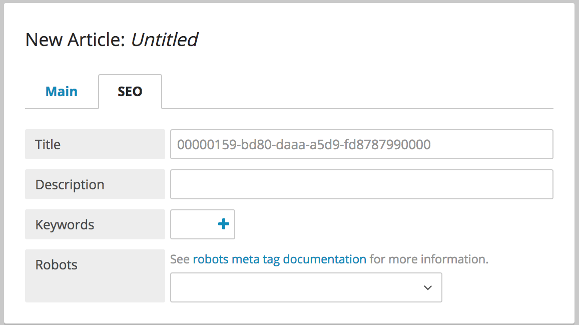 New Article: Untitled
Main SEO
Title 00000159-bd80-daaa-a5d9-fd8787990000
Description
Keywords
Robots See robots meta tag documentation for more information.